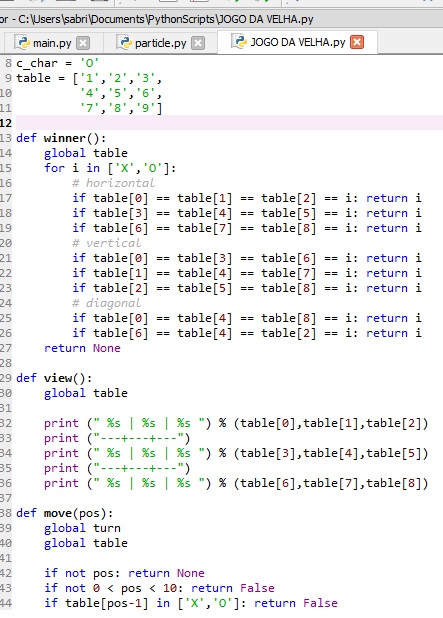 or - C:\Users\sabri\Documents\PythonScripts\JOGO DA VELHA.py
main.py particle.py JOGO DA VELHA.py
8 c_char = 'O'
9 table = ['1','2','3',
10          '4','5','6',
11          '7','8','9']
12
13 def winner():
14     global table
15     for i in ['X','O']:
16         # horizontal
17         if table[0] == table[1] == table[2] == i: return i
18         if table[3] == table[4] == table[5] == i: return i
19         if table[6] == table[7] == table[8] == i: return i
20         # vertical
21         if table[0] == table[3] == table[6] == i: return i
22         if table[1] == table[4] == table[7] == i: return i
23         if table[2] == table[5] == table[8] == i: return i
24         # diagonal
25         if table[0] == table[4] == table[8] == i: return i
26         if table[6] == table[4] == table[2] == i: return i
27     return None
28
29 def view():
30     global table
31
32     print (" %s | %s | %s ") % (table[0],table[1],table[2])
33     print ("---+---+---")
34     print (" %s | %s | %s ") % (table[3],table[4],table[5])
35     print ("---+---+---")
36     print (" %s | %s | %s ") % (table[6],table[7],table[8])
37
38 def move(pos):
39     global turn
40     global table
41
42     if not pos: return None
43     if not 0 < pos < 10: return False
44     if table[pos-1] in ['X','O']: return False